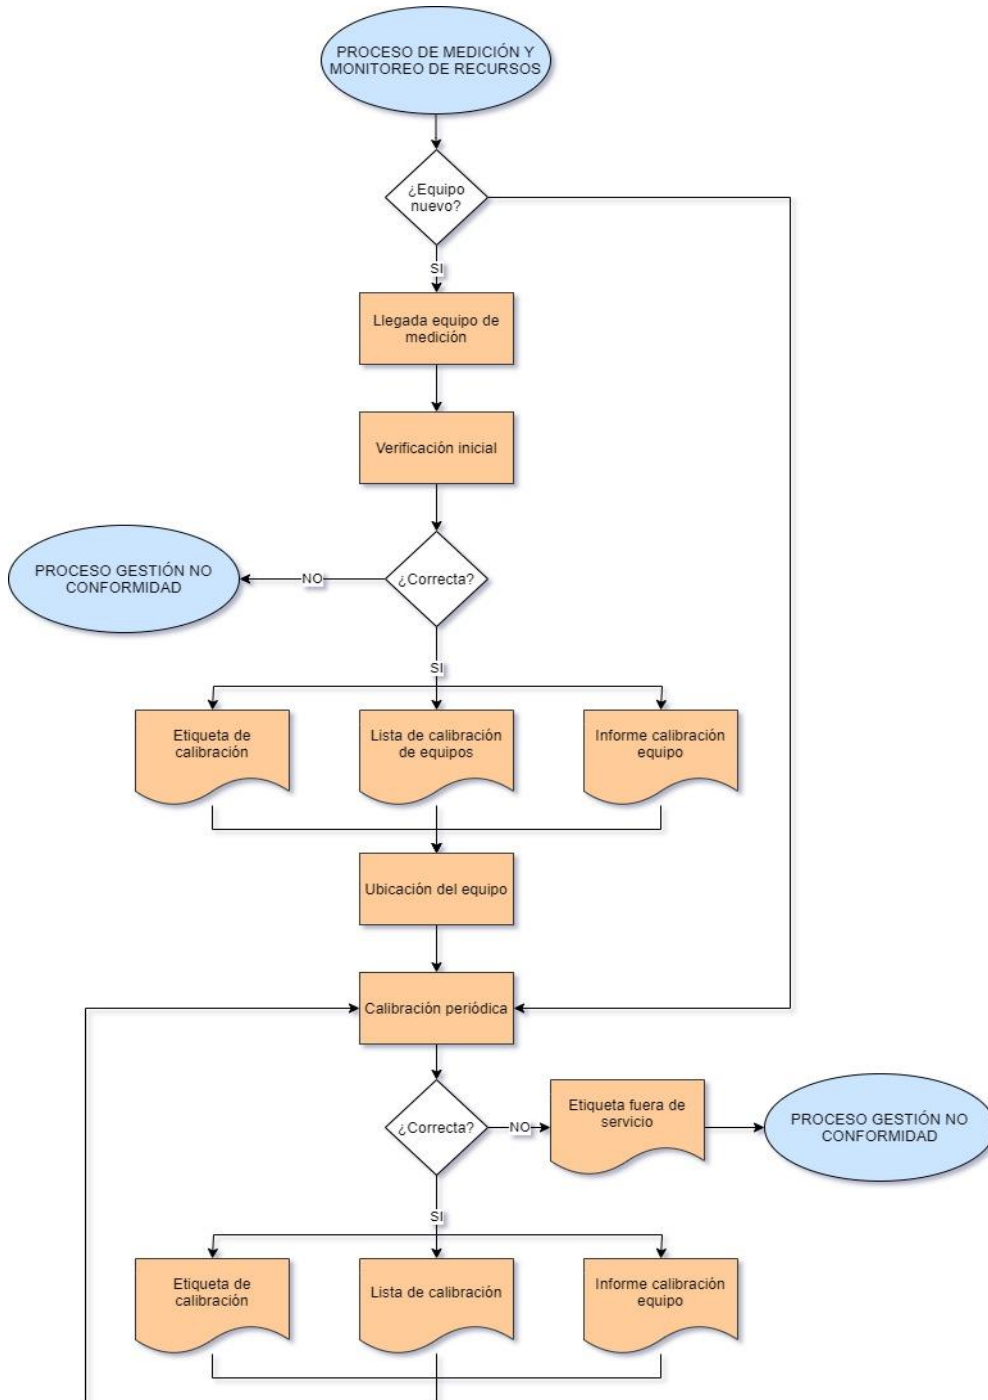 PROCESO DE MEDICIÓN Y
MONITOREO DE RECURSOS
¿Equipo
nuevo?
SI
Llegada equipo de
medición
Verificación inicial
¿Correcta?
NO
PROCESO GESTIÓN NO
CONFORMIDAD
SI
Etiqueta de
calibración
Lista de calibración
de equipos
Informe calibración
equipo
Ubicación del equipo
Calibración periódica
¿Correcta?
NO
Etiqueta fuera de
servicio
PROCESO GESTIÓN NO
CONFORMIDAD
SI
Etiqueta de
calibración
Lista de calibración
Informe calibración
equipo